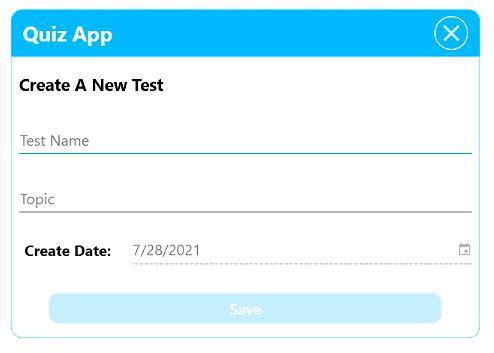 Quiz App
Create A New Test
Test Name
Topic
Create Date: 7/28/2021
Save